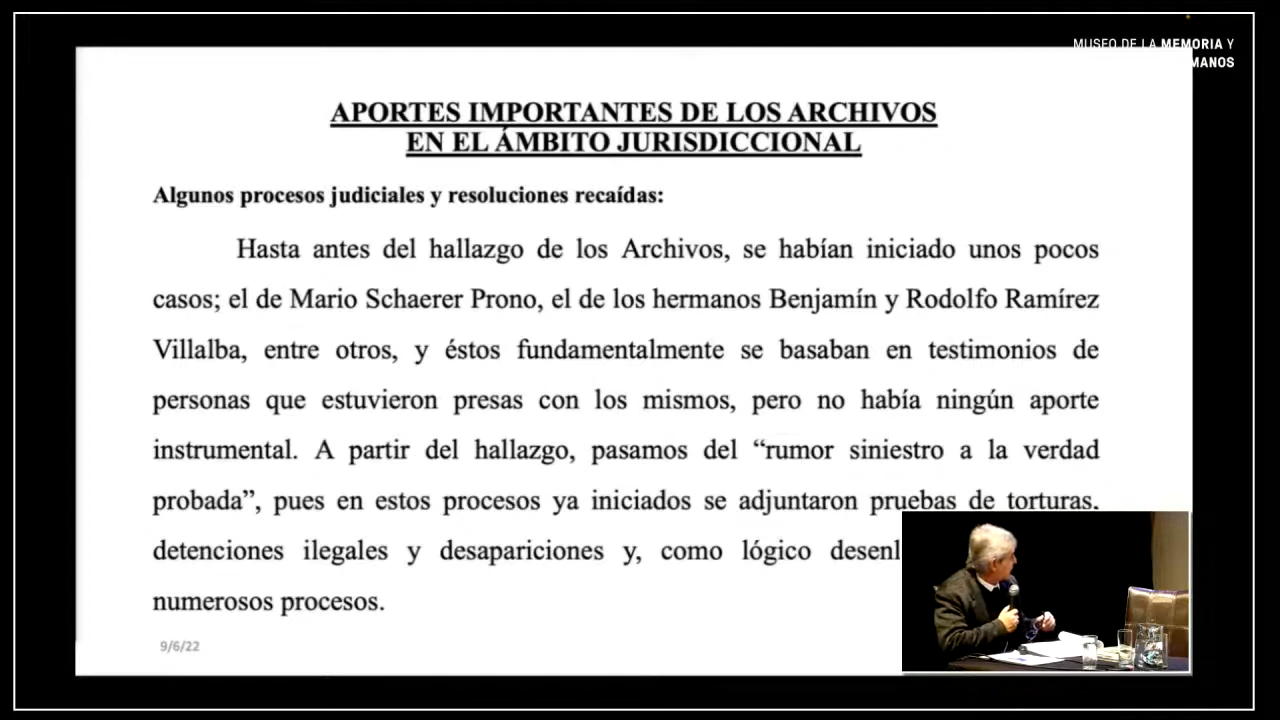 MUSEO DE LA MEMORIA Y
MANOS
APORTES IMPORTANTES DE LOS ARCHIVOS
EN EL ÁMBITO JURISDICCIONAL
Algunos procesos judiciales y resoluciones recaídas:
Hasta antes del hallazgo de los Archivos, se habían iniciado unos pocos
casos; el de Mario Schaerer Prono, el de los hermanos Benjamín y Rodolfo Ramírez
Villalba, entre otros, y éstos fundamentalmente se basaban en testimonios de
personas que estuvieron presas con los mismos, pero no había ningún aporte
instrumental. A partir del hallazgo, pasamos del “rumor siniestro a la verdad
probada”, pues en estos procesos ya iniciados se adjuntaron pruebas de torturas,
detenciones ilegales y desapariciones y, como lógico
numerosos procesos.
9/6/22